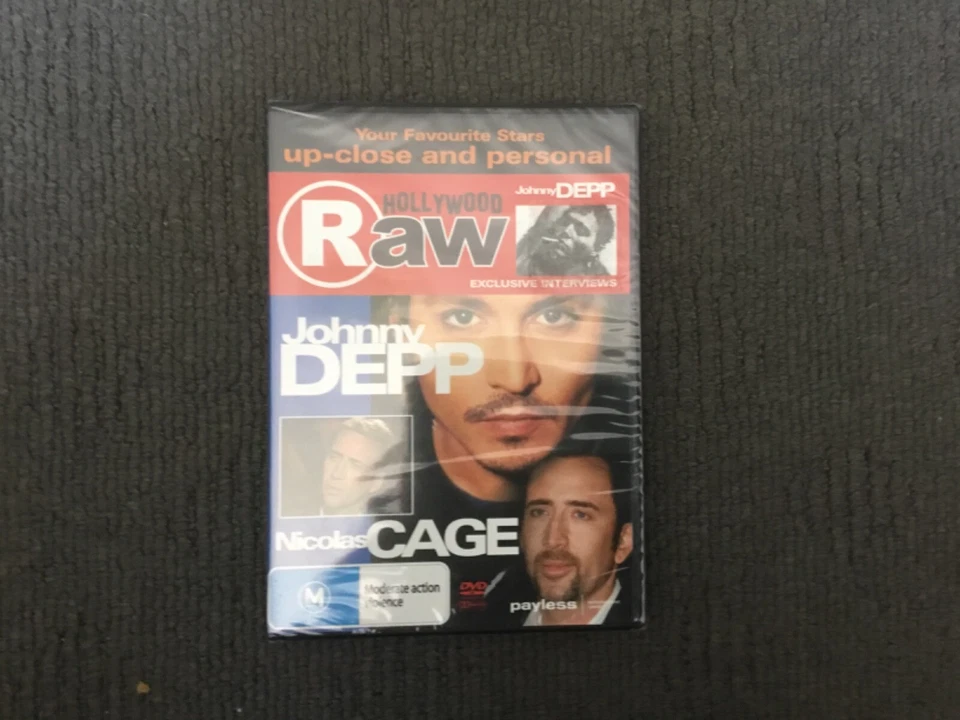 Your Favourite Stars
up-close and personal
HOLLYWOOD
Raw
Johnny DEPP
EXCLUSIVE INTERVIEWS
Johnny
DEPP
Nicolas CAGE
M
Moderate action
violence
DVD
payless